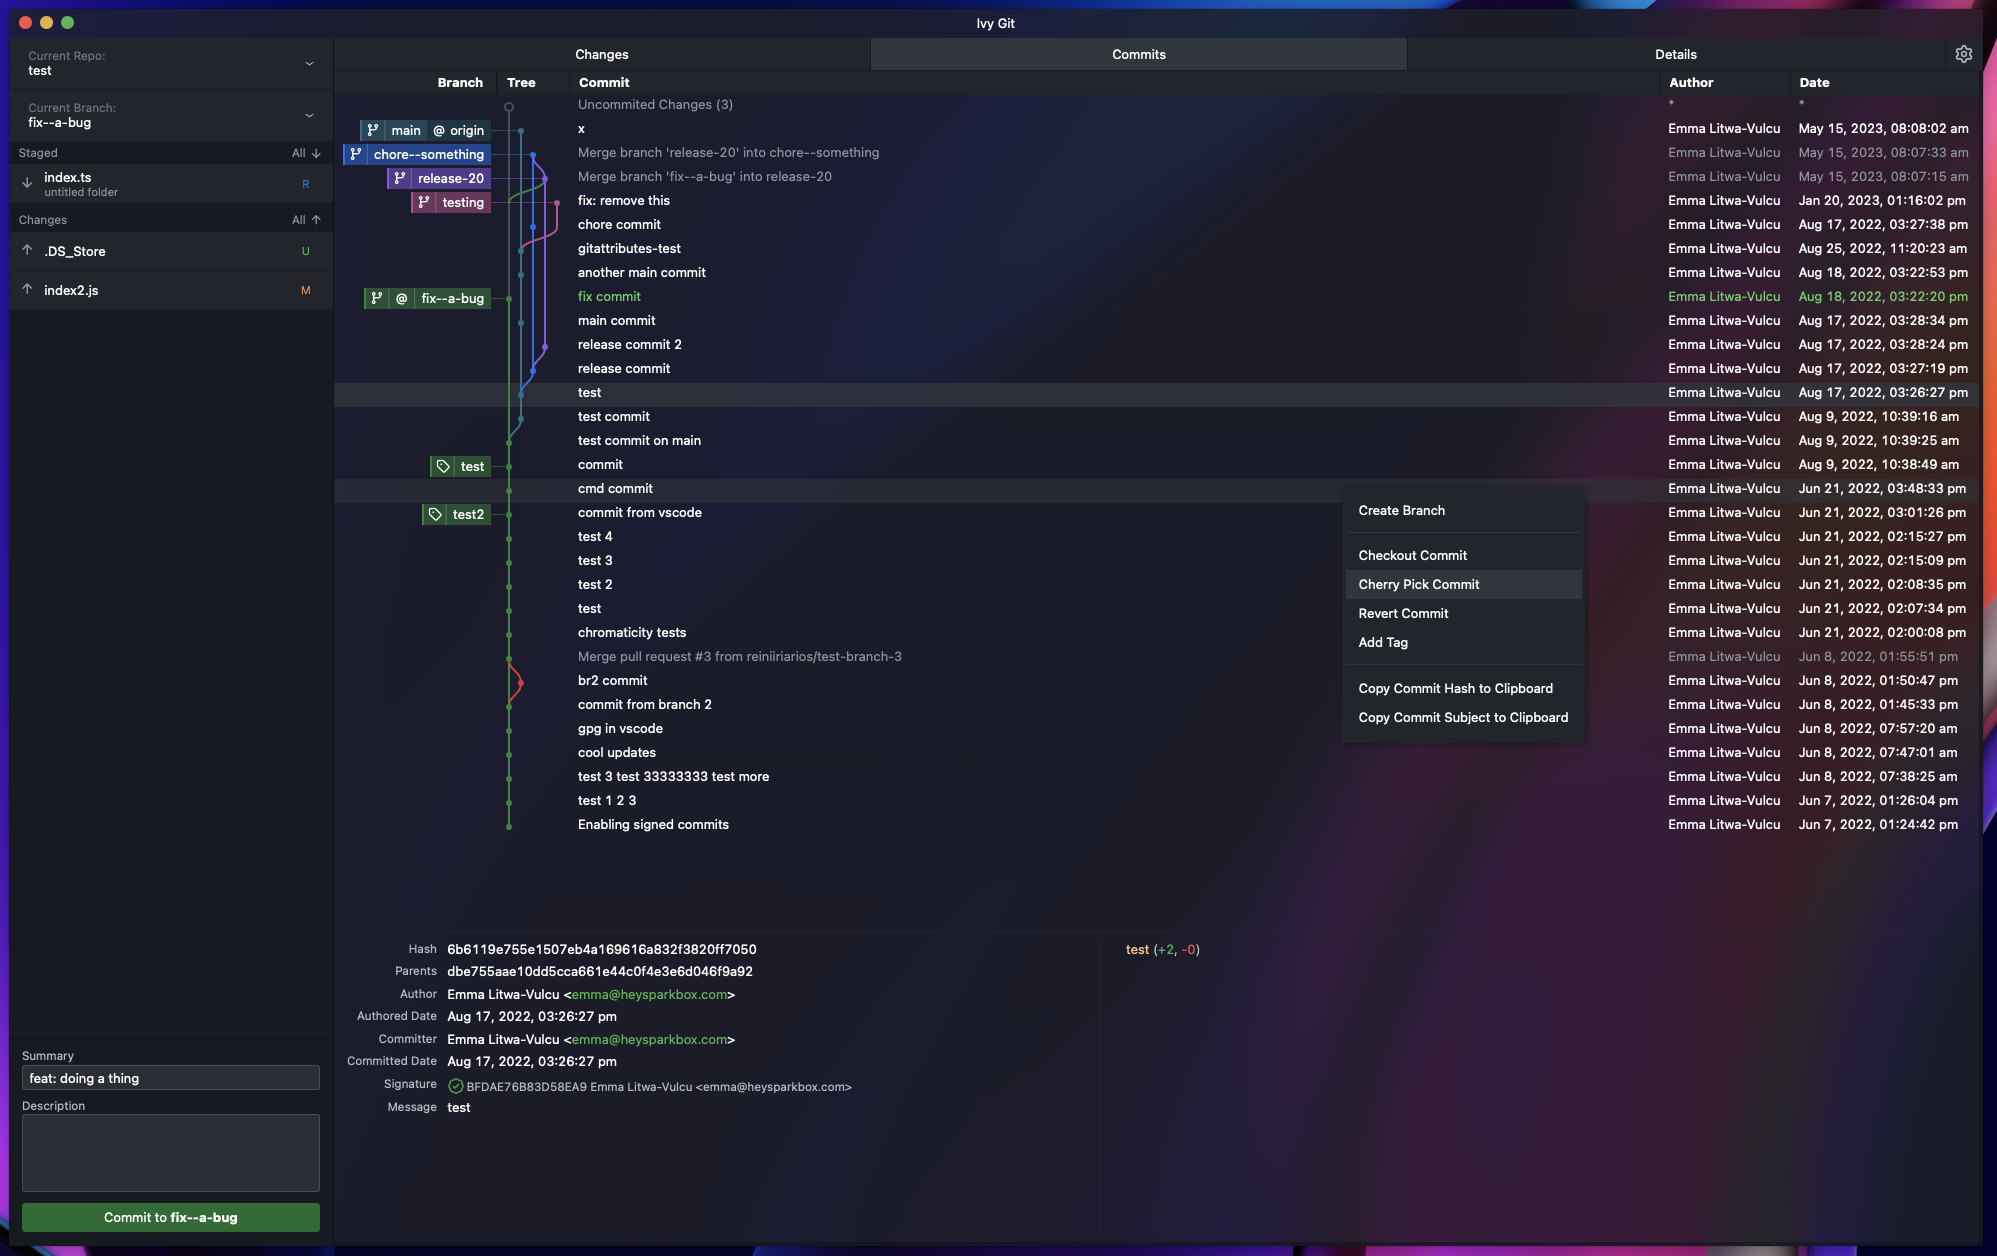 Ivy Git
Current Repo:
test
Current Branch:
fix--a-bug
Staged All
index.ts R
untitled folder
Changes All
.DS_Store U
index2.js M
Summary
feat: doing a thing
Description
Commit to fix--a-bug
Changes Commits Details
Branch Tree Commit Author Date
Uncommited Changes (3) * *
main @ origin x Emma Litwa-Vulcu May 15, 2023, 08:08:02 am
chore--something Merge branch 'release-20' into chore--something Emma Litwa-Vulcu May 15, 2023, 08:07:33 am
release-20 Merge branch 'fix--a-bug' into release-20 Emma Litwa-Vulcu May 15, 2023, 08:07:15 am
testing fix: remove this Emma Litwa-Vulcu Jan 20, 2023, 01:16:02 pm
chore commit Emma Litwa-Vulcu Aug 17, 2022, 03:27:38 pm
gitattributes-test Emma Litwa-Vulcu Aug 25, 2022, 11:20:23 am
another main commit Emma Litwa-Vulcu Aug 18, 2022, 03:22:53 pm
@ fix--a-bug fix commit Emma Litwa-Vulcu Aug 18, 2022, 03:22:20 pm
main commit Emma Litwa-Vulcu Aug 17, 2022, 03:28:34 pm
release commit 2 Emma Litwa-Vulcu Aug 17, 2022, 03:28:24 pm
release commit Emma Litwa-Vulcu Aug 17, 2022, 03:27:19 pm
test Emma Litwa-Vulcu Aug 17, 2022, 03:26:27 pm
test commit Emma Litwa-Vulcu Aug 9, 2022, 10:39:16 am
test commit on main Emma Litwa-Vulcu Aug 9, 2022, 10:39:25 am
test commit Emma Litwa-Vulcu Aug 9, 2022, 10:38:49 am
cmd commit Emma Litwa-Vulcu Jun 21, 2022, 03:48:33 pm
test2 commit from vscode Emma Litwa-Vulcu Jun 21, 2022, 03:01:26 pm
test 4 Emma Litwa-Vulcu Jun 21, 2022, 02:15:27 pm
test 3 Emma Litwa-Vulcu Jun 21, 2022, 02:15:09 pm
test 2 Emma Litwa-Vulcu Jun 21, 2022, 02:08:35 pm
test Emma Litwa-Vulcu Jun 21, 2022, 02:07:34 pm
chromaticity tests Emma Litwa-Vulcu Jun 21, 2022, 02:00:08 pm
Merge pull request #3 from reiniiriarios/test-branch-3 Emma Litwa-Vulcu Jun 8, 2022, 01:55:51 pm
br2 commit Emma Litwa-Vulcu Jun 8, 2022, 01:50:47 pm
commit from branch 2 Emma Litwa-Vulcu Jun 8, 2022, 01:45:33 pm
gpg in vscode Emma Litwa-Vulcu Jun 8, 2022, 07:57:20 am
cool updates Emma Litwa-Vulcu Jun 8, 2022, 07:47:01 am
test 3 test 33333333 test more Emma Litwa-Vulcu Jun 8, 2022, 07:38:25 am
test 1 2 3 Emma Litwa-Vulcu Jun 7, 2022, 01:26:04 pm
Enabling signed commits Emma Litwa-Vulcu Jun 7, 2022, 01:24:42 pm
Create Branch
Checkout Commit
Cherry Pick Commit
Revert Commit
Add Tag
Copy Commit Hash to Clipboard
Copy Commit Subject to Clipboard
Hash 6b6119e755e1507eb4a169616a832f3820ff7050
Parents dbe755aae10dd5cca661e44c0f4e3e6d046f9a92
Author Emma Litwa-Vulcu <emma@heysparkbox.com>
Authored Date Aug 17, 2022, 03:26:27 pm
Committer Emma Litwa-Vulcu <emma@heysparkbox.com>
Committed Date Aug 17, 2022, 03:26:27 pm
Signature BFDAE76B83D58EA9 Emma Litwa-Vulcu <emma@heysparkbox.com>
Message test
test (+2, -0)